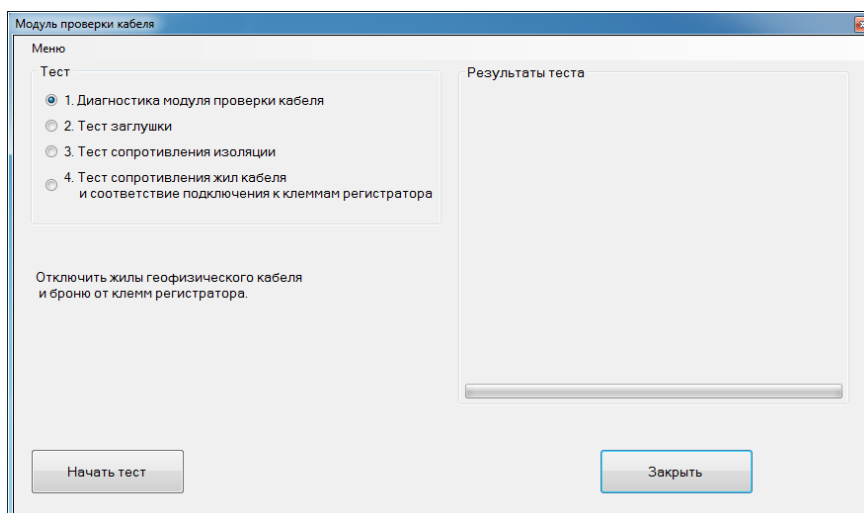 Модуль проверки кабеля
Меню
Тест
1. Диагностика модуля проверки кабеля
2. Тест заглушки
3. Тест сопротивления изоляции
4. Тест сопротивления жил кабеля
и соответствие подключения к клеммам регистратора
Отключить жилы геофизического кабеля
и броню от клемм регистратора.
Результаты теста
Начать тест
Закрыть